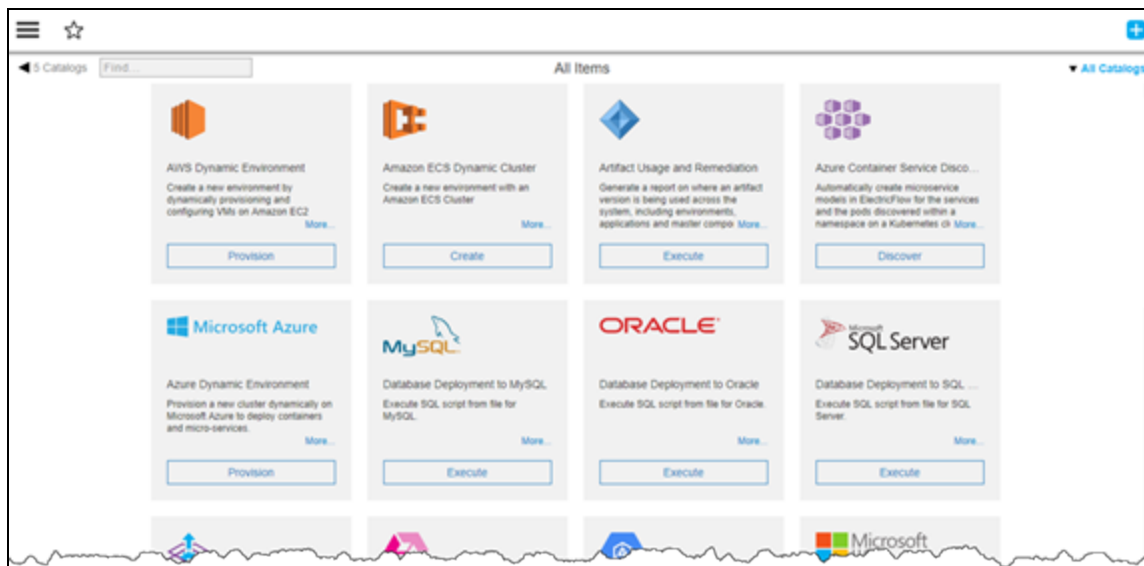 5 Catalogs
Find...
All Items
All Catalogs
AWS Dynamic Environment
Create a new environment by
dynamically provisioning and
configuring VMs on Amazon EC2
More...
Provision
Amazon ECS Dynamic Cluster
Create a new environment with an
Amazon ECS Cluster
More...
Create
Artifact Usage and Remediation
Generate a report on where an artifact
version is being used across the
system, including environments,
applications and master compo More...
Execute
Azure Container Service Disco...
Automatically create microservice
models in ElectricFlow for the services
and the pods discovered within a
namespace on a Kubernetes cl More...
Discover
Microsoft Azure
Azure Dynamic Environment
Provision a new cluster dynamically on
Microsoft Azure to deploy containers
and micro-services.
More...
Provision
MySQL
Database Deployment to MySQL
Execute SQL script from file for
MySQL.
More...
Execute
ORACLE
Database Deployment to Oracle
Execute SQL script from file for Oracle.
More...
Execute
Microsoft
SQL Server
Database Deployment to SQL ...
Execute SQL script from file for SQL
Server.
More...
Execute
Microsoft